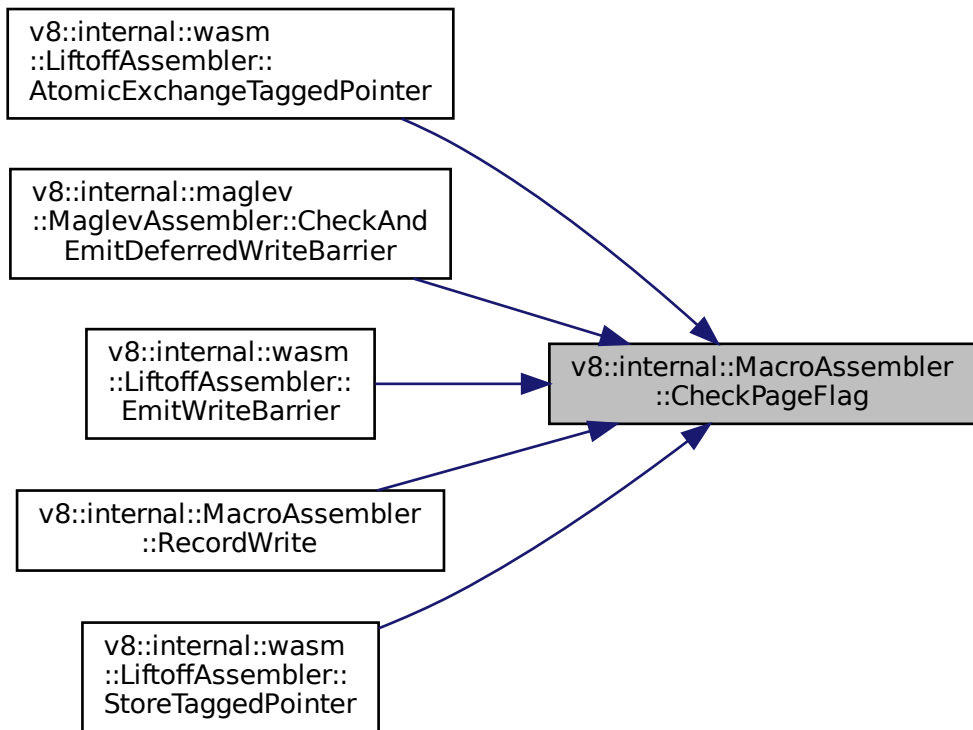 v8::internal::wasm
::LiftoffAssembler::
AtomicExchangeTaggedPointer
v8::internal::maglev
::MaglevAssembler::CheckAnd
EmitDeferredWriteBarrier
v8::internal::wasm
::LiftoffAssembler::
EmitWriteBarrier
v8::internal::MacroAssembler
::RecordWrite
v8::internal::wasm
::LiftoffAssembler::
StoreTaggedPointer
v8::internal::MacroAssembler
::CheckPageFlag